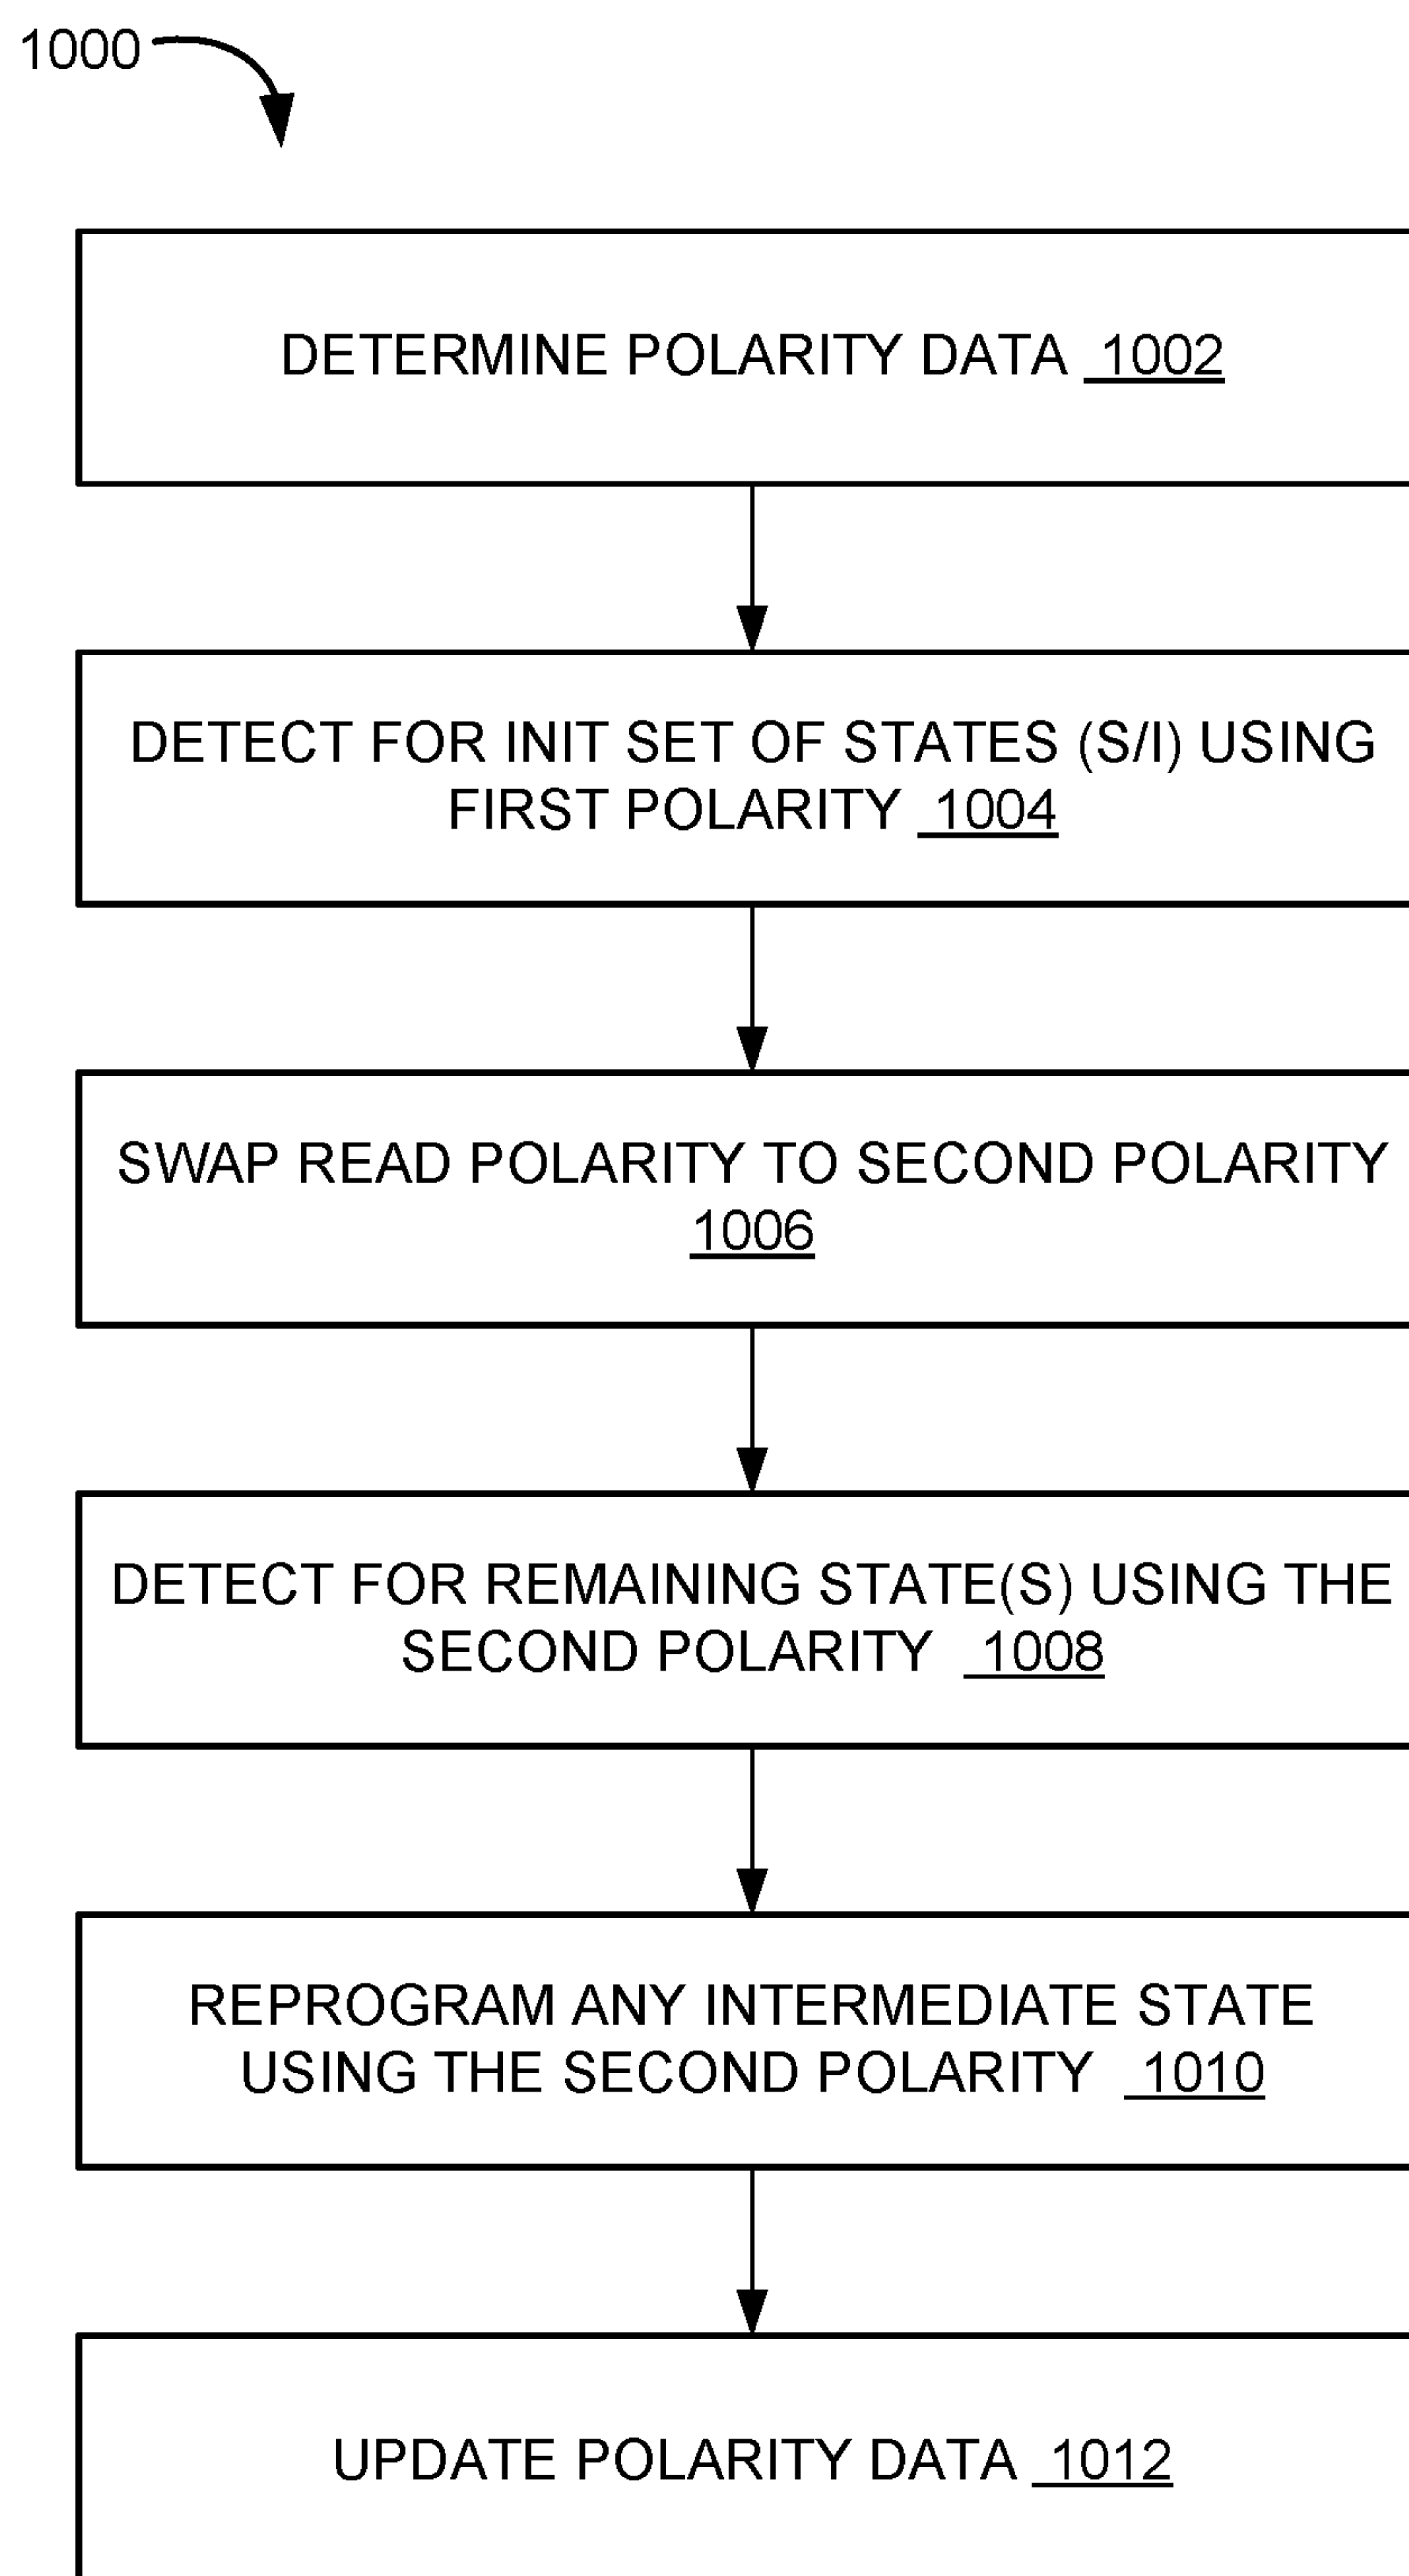 1000
DETERMINE POLARITY DATA 1002
DETECT FOR INIT SET OF STATES (S/I) USING
FIRST POLARITY 1004
SWAP READ POLARITY TO SECOND POLARITY
1006
DETECT FOR REMAINING STATE(S) USING THE
SECOND POLARITY 1008
REPROGRAM ANY INTERMEDIATE STATE
USING THE SECOND POLARITY 1010
UPDATE POLARITY DATA 1012